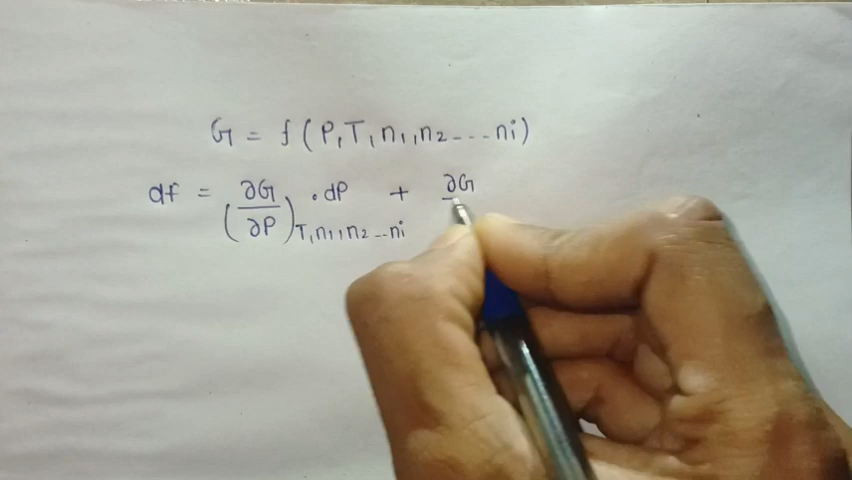 G = f (P, T, n1, n2 --- ni)
df = (∂G/∂P)T, n1, n2 -- ni . dP + ∂G